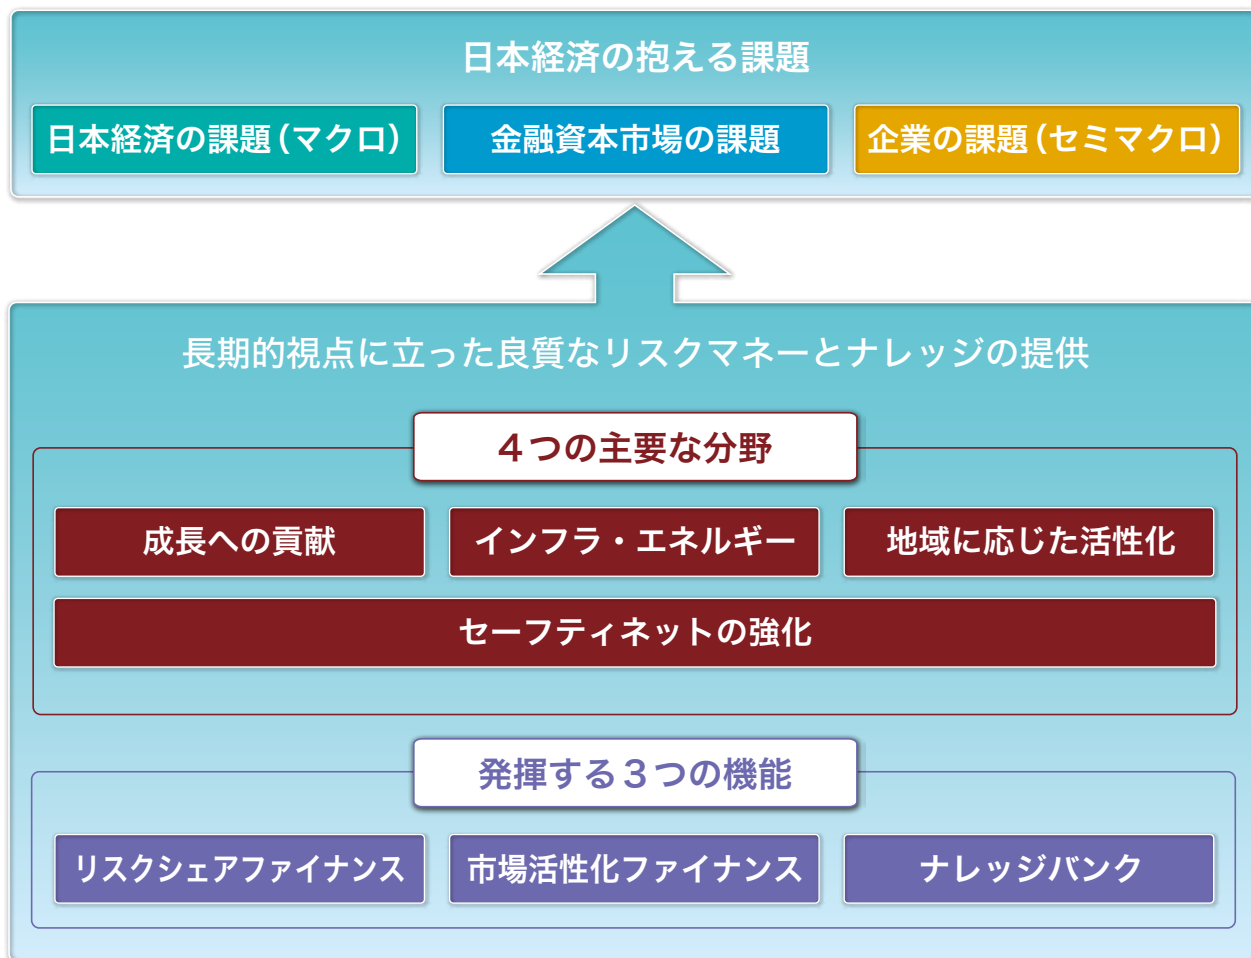 日本経済の抱える課題
日本経済の課題（マクロ）
金融資本市場の課題
企業の課題（セミマクロ）
長期的視点に立った良質なリスクマネーとナレッジの提供
４つの主要な分野
成長への貢献
インフラ・エネルギー
地域に応じた活性化
セーフティネットの強化
発揮する３つの機能
リスクシェアファイナンス
市場活性化ファイナンス
ナレッジバンク